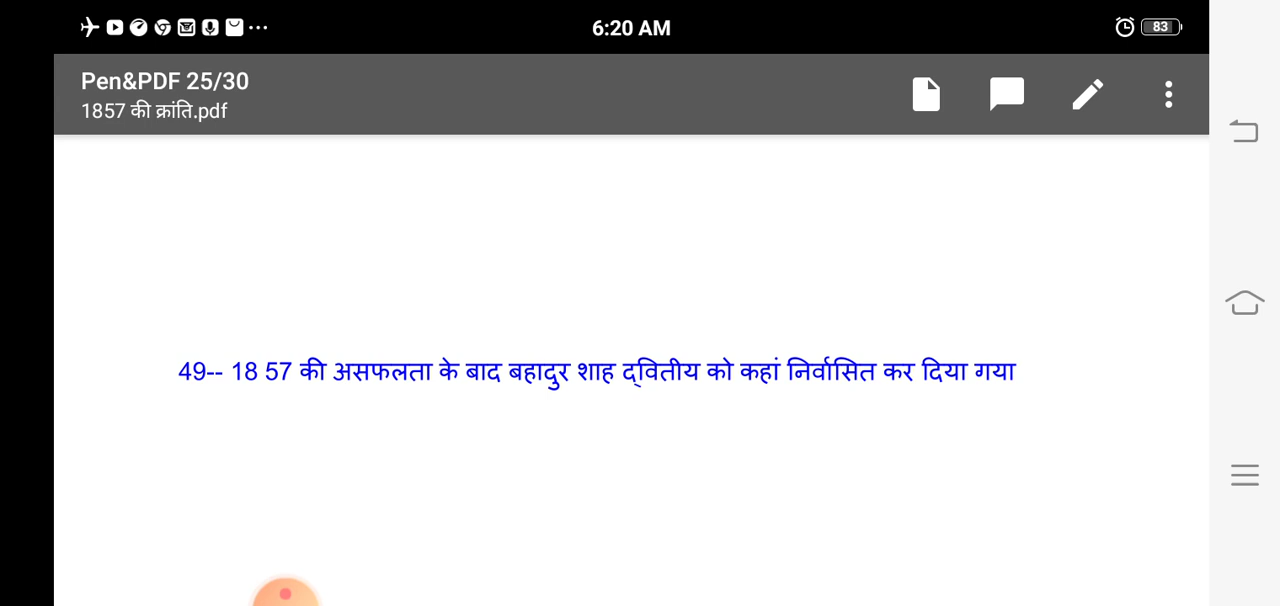 6:20 AM
83
Pen&PDF 25/30
1857 की क्रांति.pdf
49-- 18 57 की असफलता के बाद बहादुर शाह द्वितीय को कहां निर्वासित कर दिया गया